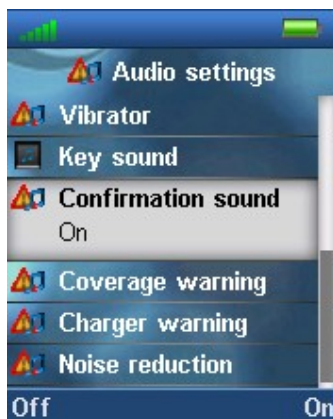 Audio settings
Vibrator
Key sound
Confirmation sound
On
Coverage warning
Charger warning
Noise reduction
Off On